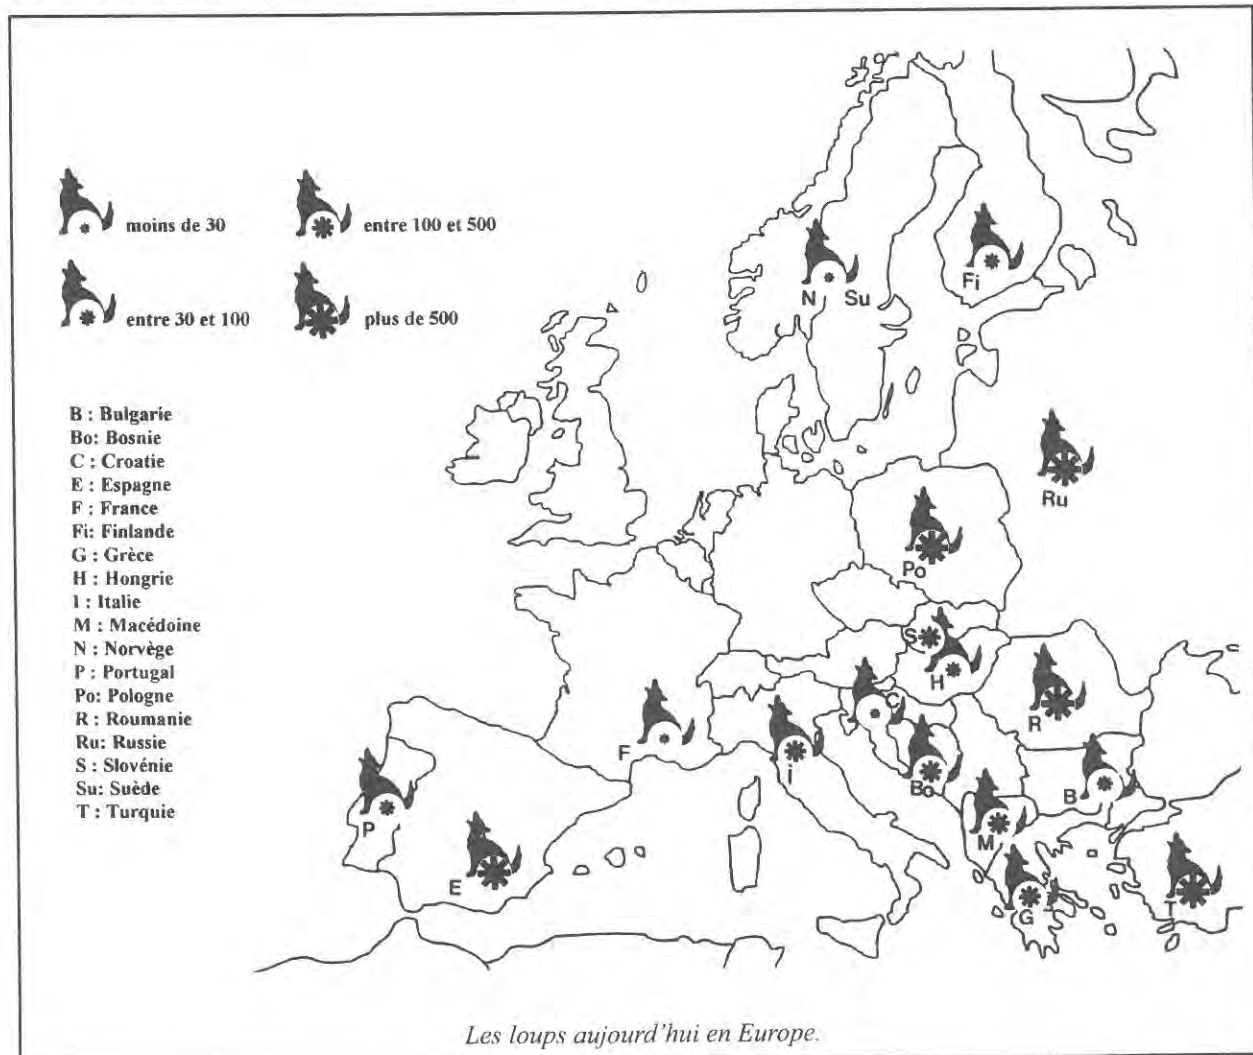 moins de 30
entre 100 et 500
entre 30 et 100
plus de 500
B : Bulgarie
Bo: Bosnie
C : Croatie
E : Espagne
F : France
Fi: Finlande
G : Grèce
H : Hongrie
I : Italie
M : Macédoine
N : Norvège
P : Portugal
Po: Pologne
R : Roumanie
Ru: Russie
S : Slovénie
Su: Suède
T : Turquie
N
Su
Fi
Ru
Po
S
H
C
R
F
i
Bo
B
P
M
E
G
T
Les loups aujourd'hui en Europe.